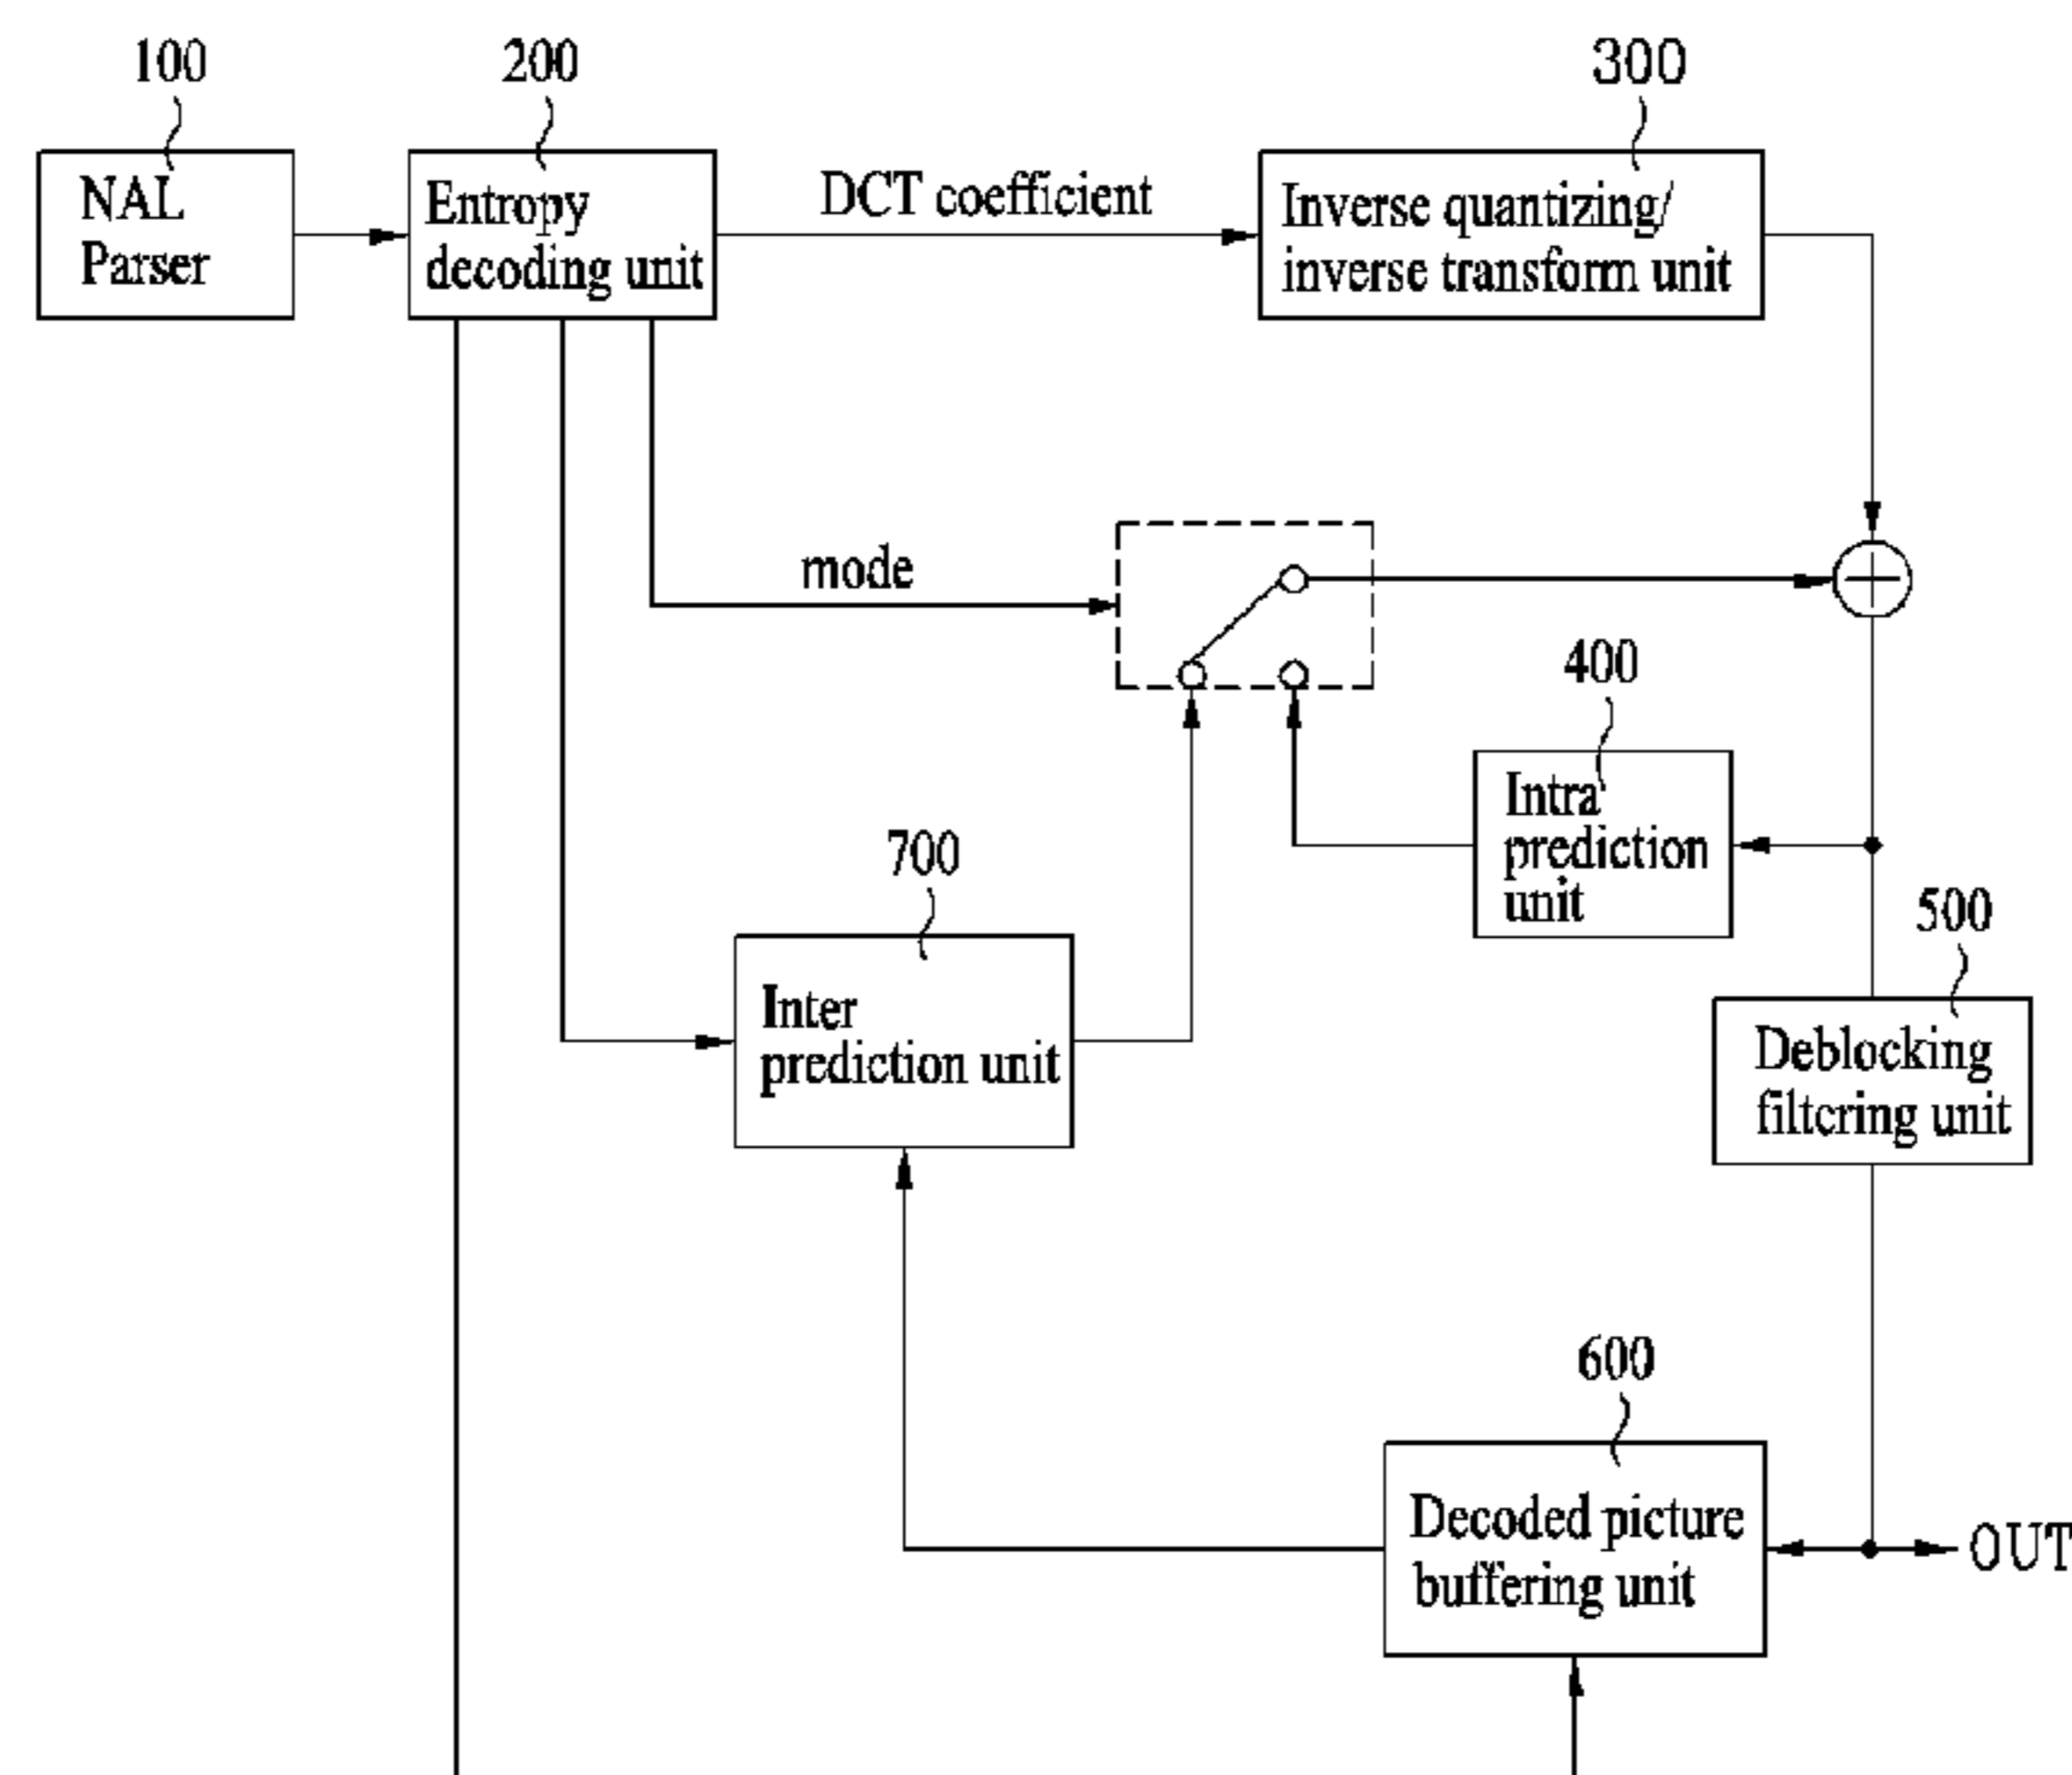 100
200
300
NAL
Parser
Entropy
decoding unit
DCT coefficient
Inverse quantizing/
inverse transform unit
mode
400
Intra
prediction
unit
700
500
Inter
prediction unit
Deblocking
filtering unit
600
Decoded picture
buffering unit
OUT